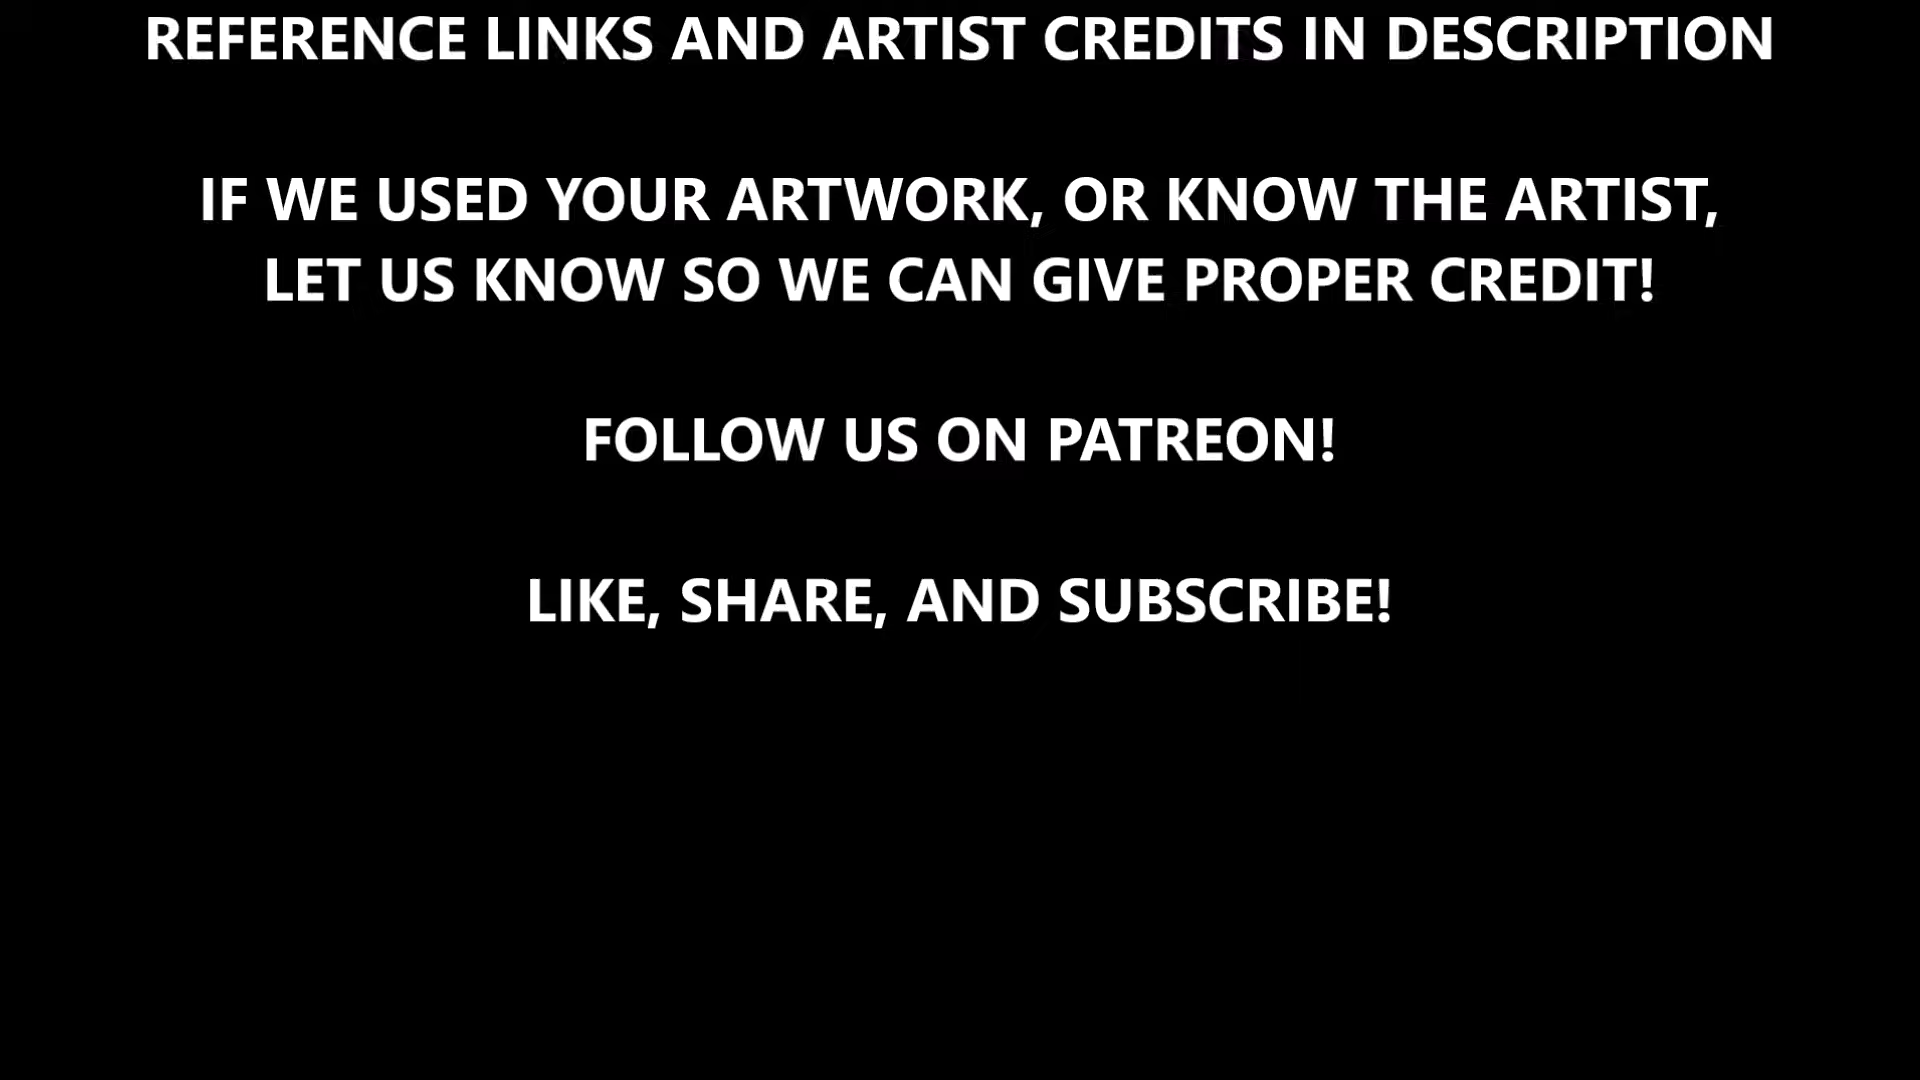 REFERENCE LINKS AND ARTIST CREDITS IN DESCRIPTION
IF WE USED YOUR ARTWORK, OR KNOW THE ARTIST,
LET US KNOW SO WE CAN GIVE PROPER CREDIT!
FOLLOW US ON PATREON!
LIKE, SHARE, AND SUBSCRIBE!